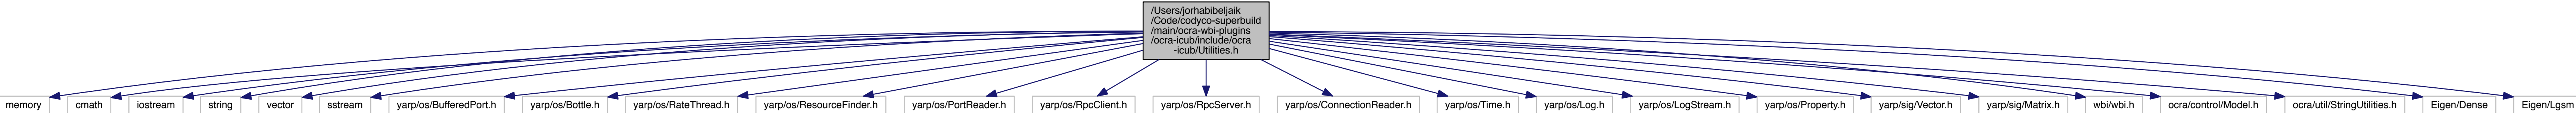 /Users/jorhabibeljaik
/Code/codyco-superbuild
/main/ocra-wbi-plugins
/ocra-icub/include/ocra
-icub/Utilities.h
memory
cmath
iostream
string
vector
sstream
yarp/os/BufferedPort.h
yarp/os/Bottle.h
yarp/os/RateThread.h
yarp/os/ResourceFinder.h
yarp/os/PortReader.h
yarp/os/RpcClient.h
yarp/os/RpcServer.h
yarp/os/ConnectionReader.h
yarp/os/Time.h
yarp/os/Log.h
yarp/os/LogStream.h
yarp/os/Property.h
yarp/sig/Vector.h
yarp/sig/Matrix.h
wbi/wbi.h
ocra/control/Model.h
ocra/util/StringUtilities.h
Eigen/Dense
Eigen/Lgsm